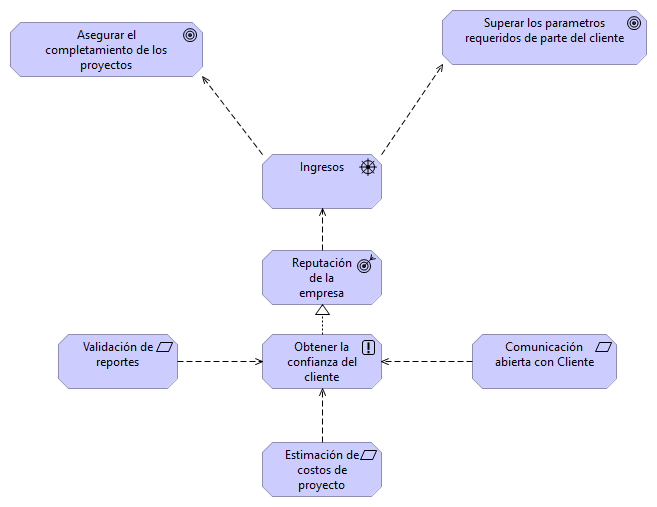 Asegurar el
completamiento de los
proyectos
Superar los parametros
requeridos de parte del cliente
Ingresos
Reputación
de la
empresa
Validación de
reportes
Obtener la
confianza del
cliente
Comunicación
abierta con Cliente
Estimación de
costos de
proyecto